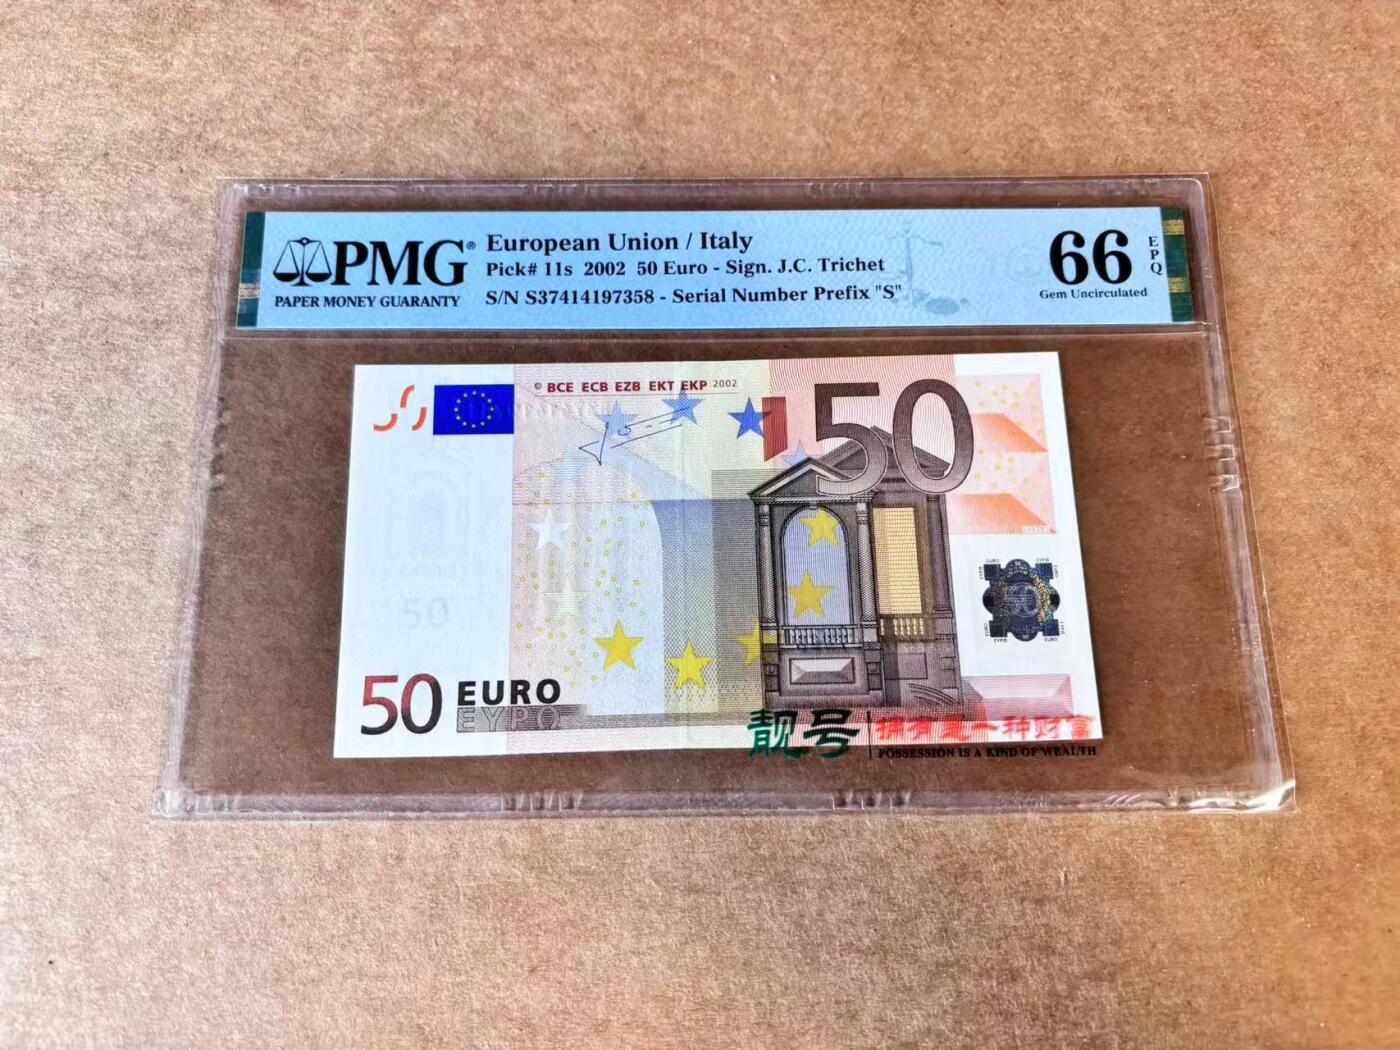 PMG®
PAPER MONEY GUARANTY
European Union / Italy
Pick# 11s 2002 50 Euro - Sign. J.C. Trichet
S/N S37414197358 - Serial Number Prefix "S"
66
EPQ
Gem Uncirculated
© BCE ECB EZB EKT EKP 2002
50
50
50 EURO
ΕΥΡΩ
靓号
拥有是一种财富
POSSESSION IS A KIND OF WEALTH